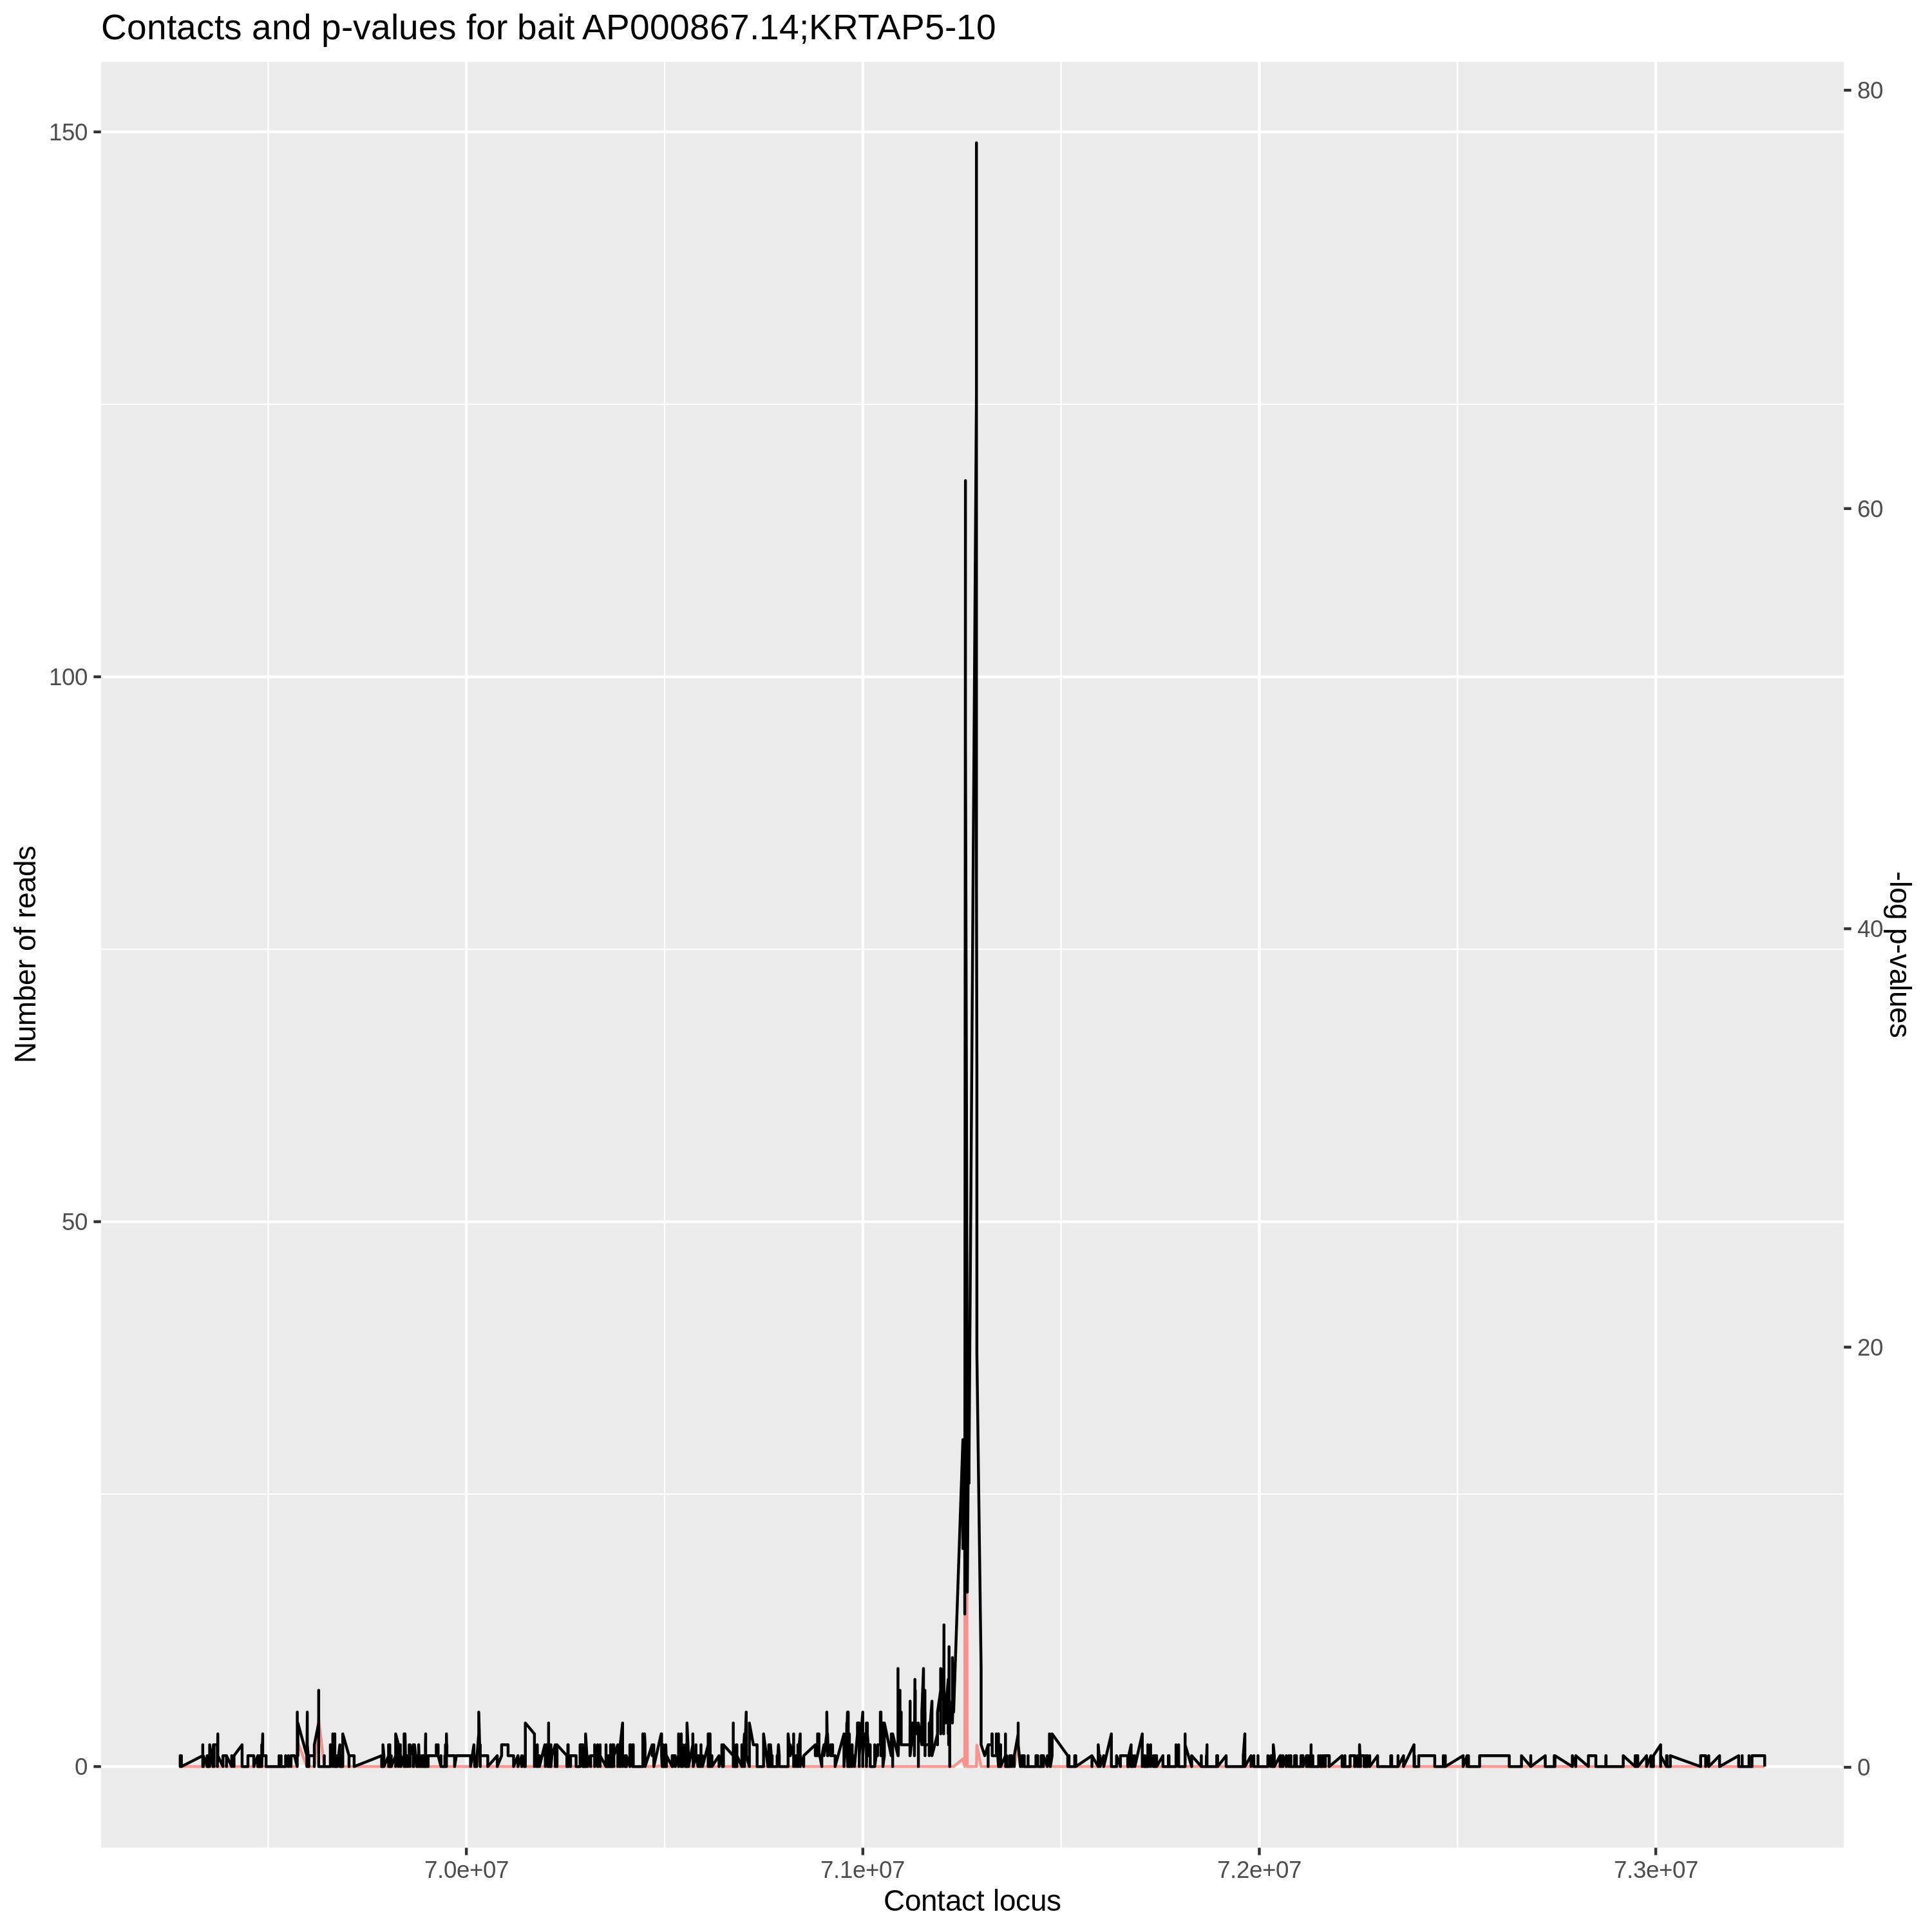 Contacts and p-values for bait AP000867.14;KRTAP5-10
150
100
50
0
Number of reads
80
60
40
20
0
-log p-values
7.0e+07
7.1e+07
7.2e+07
7.3e+07
Contact locus